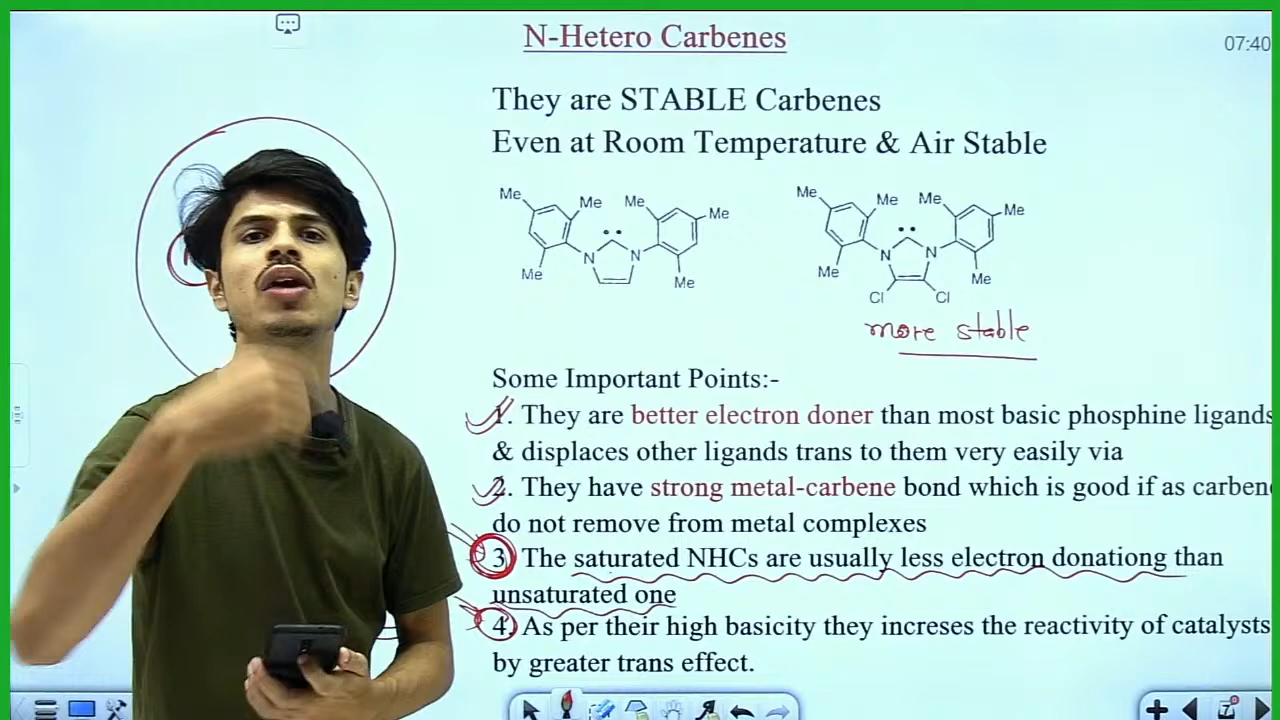 N-Hetero Carbenes
07:40
They are STABLE Carbenes
Even at Room Temperature & Air Stable
Me Me Me Me
N N
Me Me
Me Me Me Me
N N
Me Me
Cl Cl
more stable
Some Important Points:-
1. They are better electron doner than most basic phosphine ligands
& displaces other ligands trans to them very easily via
2. They have strong metal-carbene bond which is good if as carben
do not remove from metal complexes
3. The saturated NHCs are usually less electron donationg than
unsaturated one
4. As per their high basicity they increses the reactivity of catalysts
by greater trans effect.
7